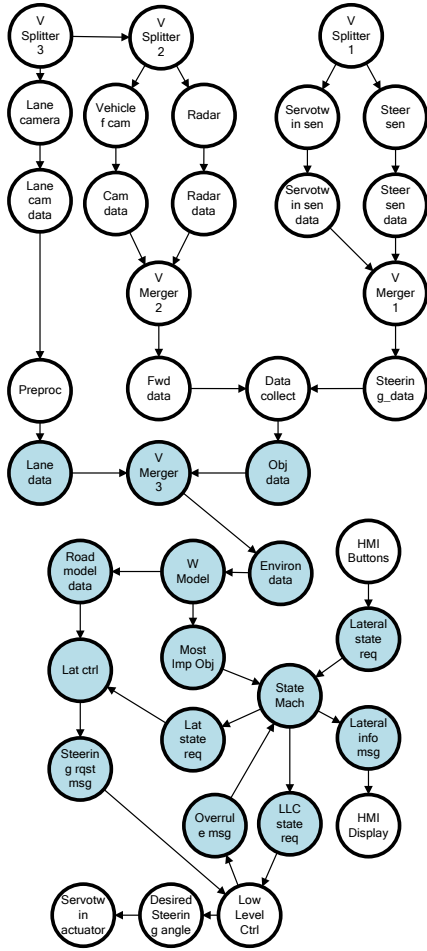 V
Splitter
3
V
Splitter
2
V
Splitter
1
Lane
camera
Vehicle
f cam
Radar
Servotw
in sen
Steer
sen
Lane
cam
data
Cam
data
Radar
data
Servotw
in sen
data
Steer
sen
data
V
Merger
2
V
Merger
1
Preproc
Fwd
data
Data
collect
Steerin
g_data
Lane
data
V
Merger
3
Obj
data
Road
model
data
W
Model
Environ
data
HMI
Buttons
Lat ctrl
Most
Imp Obj
State
Mach
Lateral
state
req
Steerin
g rqst
msg
Lat
state
req
Lateral
info
msg
Overrul
e msg
LLC
state
req
HMI
Display
Servotw
in
actuator
Desired
Steerin
g angle
Low
Level
Ctrl